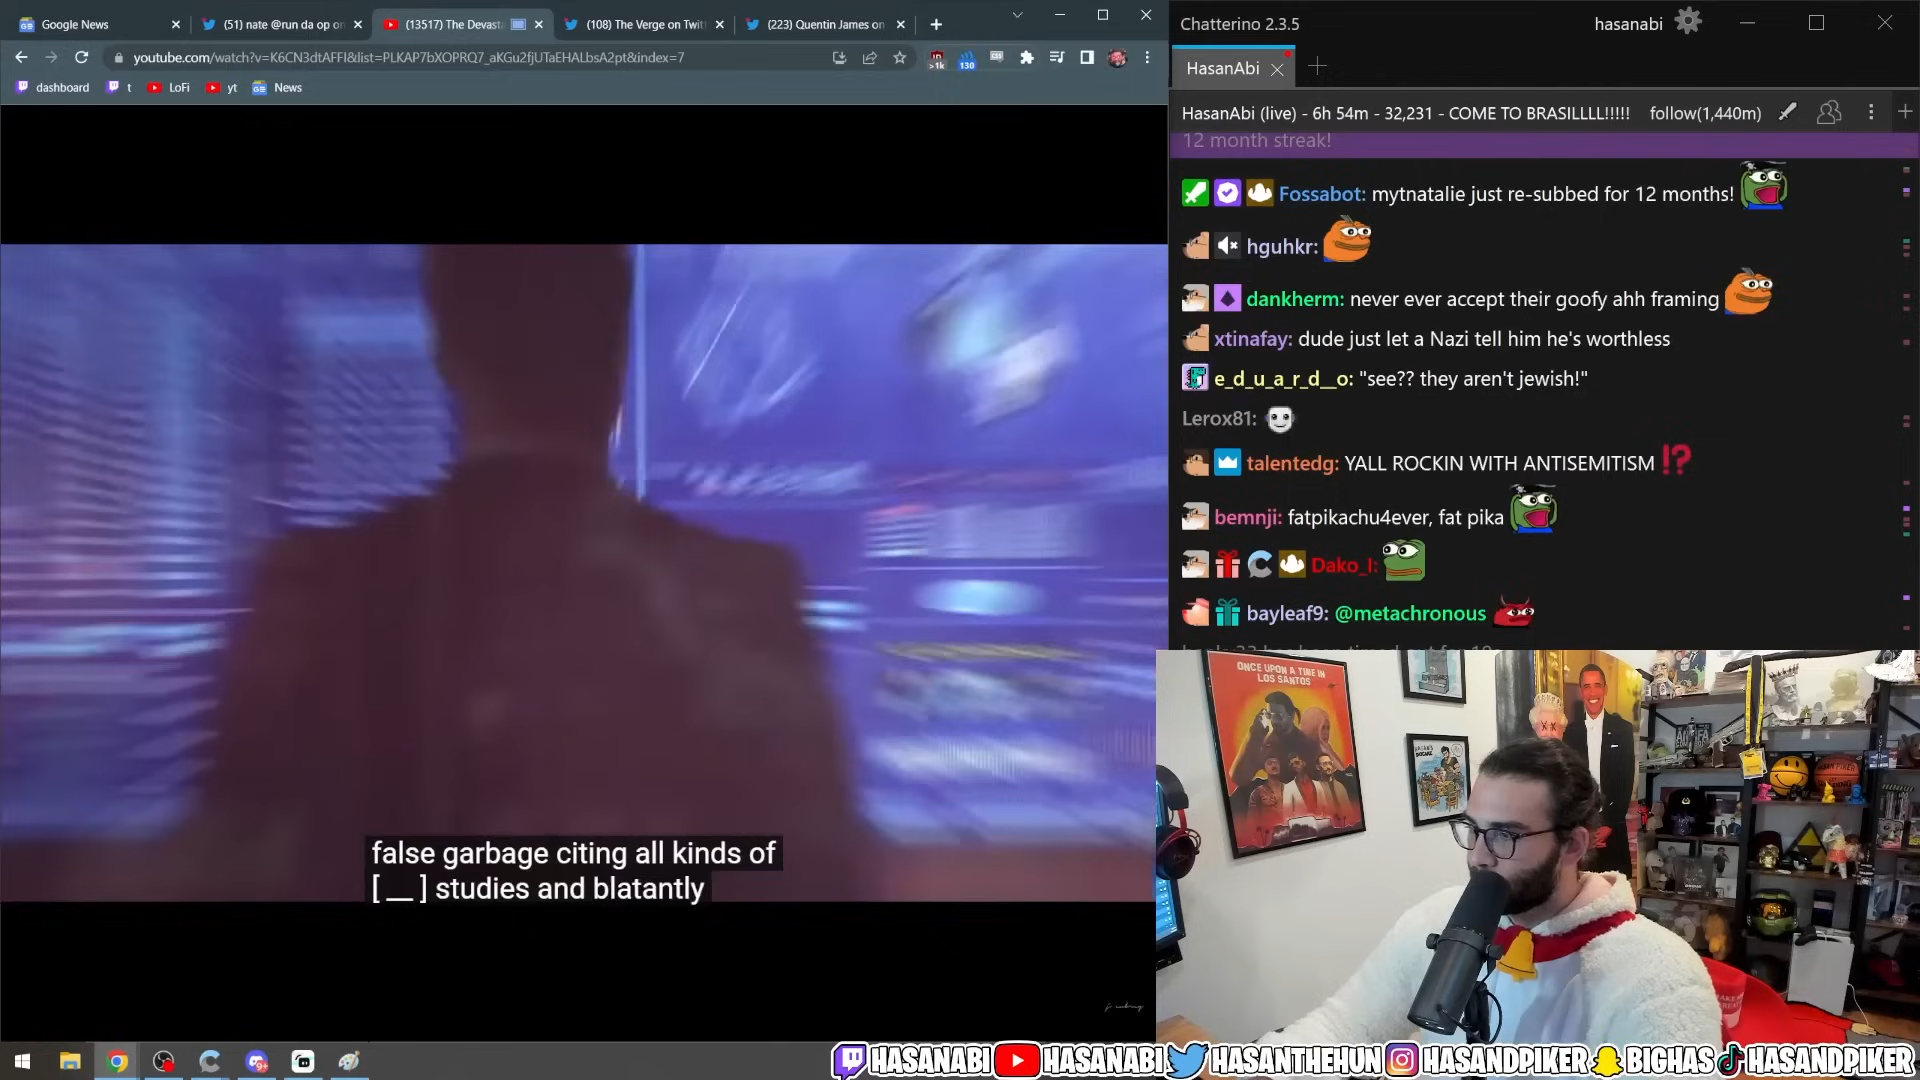 Google News
(51) nate @run da op on
(13517) The Devasta
(108) The Verge on Twit
(223) Quentin James on
youtube.com/watch?v=K6CN3dtAFFI&list=PLKAP7bXOPRQ7_aKGu2fjUTaEHALbsA2pt&index=7
>1k
130
dashboard
t
LoFi
yt
News
false garbage citing all kinds of
[ __ ] studies and blatantly
Chatterino 2.3.5
hasanabi
HasanAbi
HasanAbi (live) - 6h 54m - 32,231 - COME TO BRASILLLL!!!!!
follow(1,440m)
12 month streak!
Fossabot: mytnatalie just re-subbed for 12 months!
hguhkr:
dankherm: never ever accept their goofy ahh framing
xtinafay: dude just let a Nazi tell him he's worthless
e_d_u_a_r_d__o: "see?? they aren't jewish!"
Lerox81:
talentedg: YALL ROCKIN WITH ANTISEMITISM ⁉
bemnji: fatpikachu4ever, fat pika
Dako_I:
bayleaf9: @metachronous
ONCE UPON A TIME IN
LOS SANTOS
HASANABI
HASANABI
HASANTHEHUN
HASANDPIKER
BIGHAS
HASANDPIKER